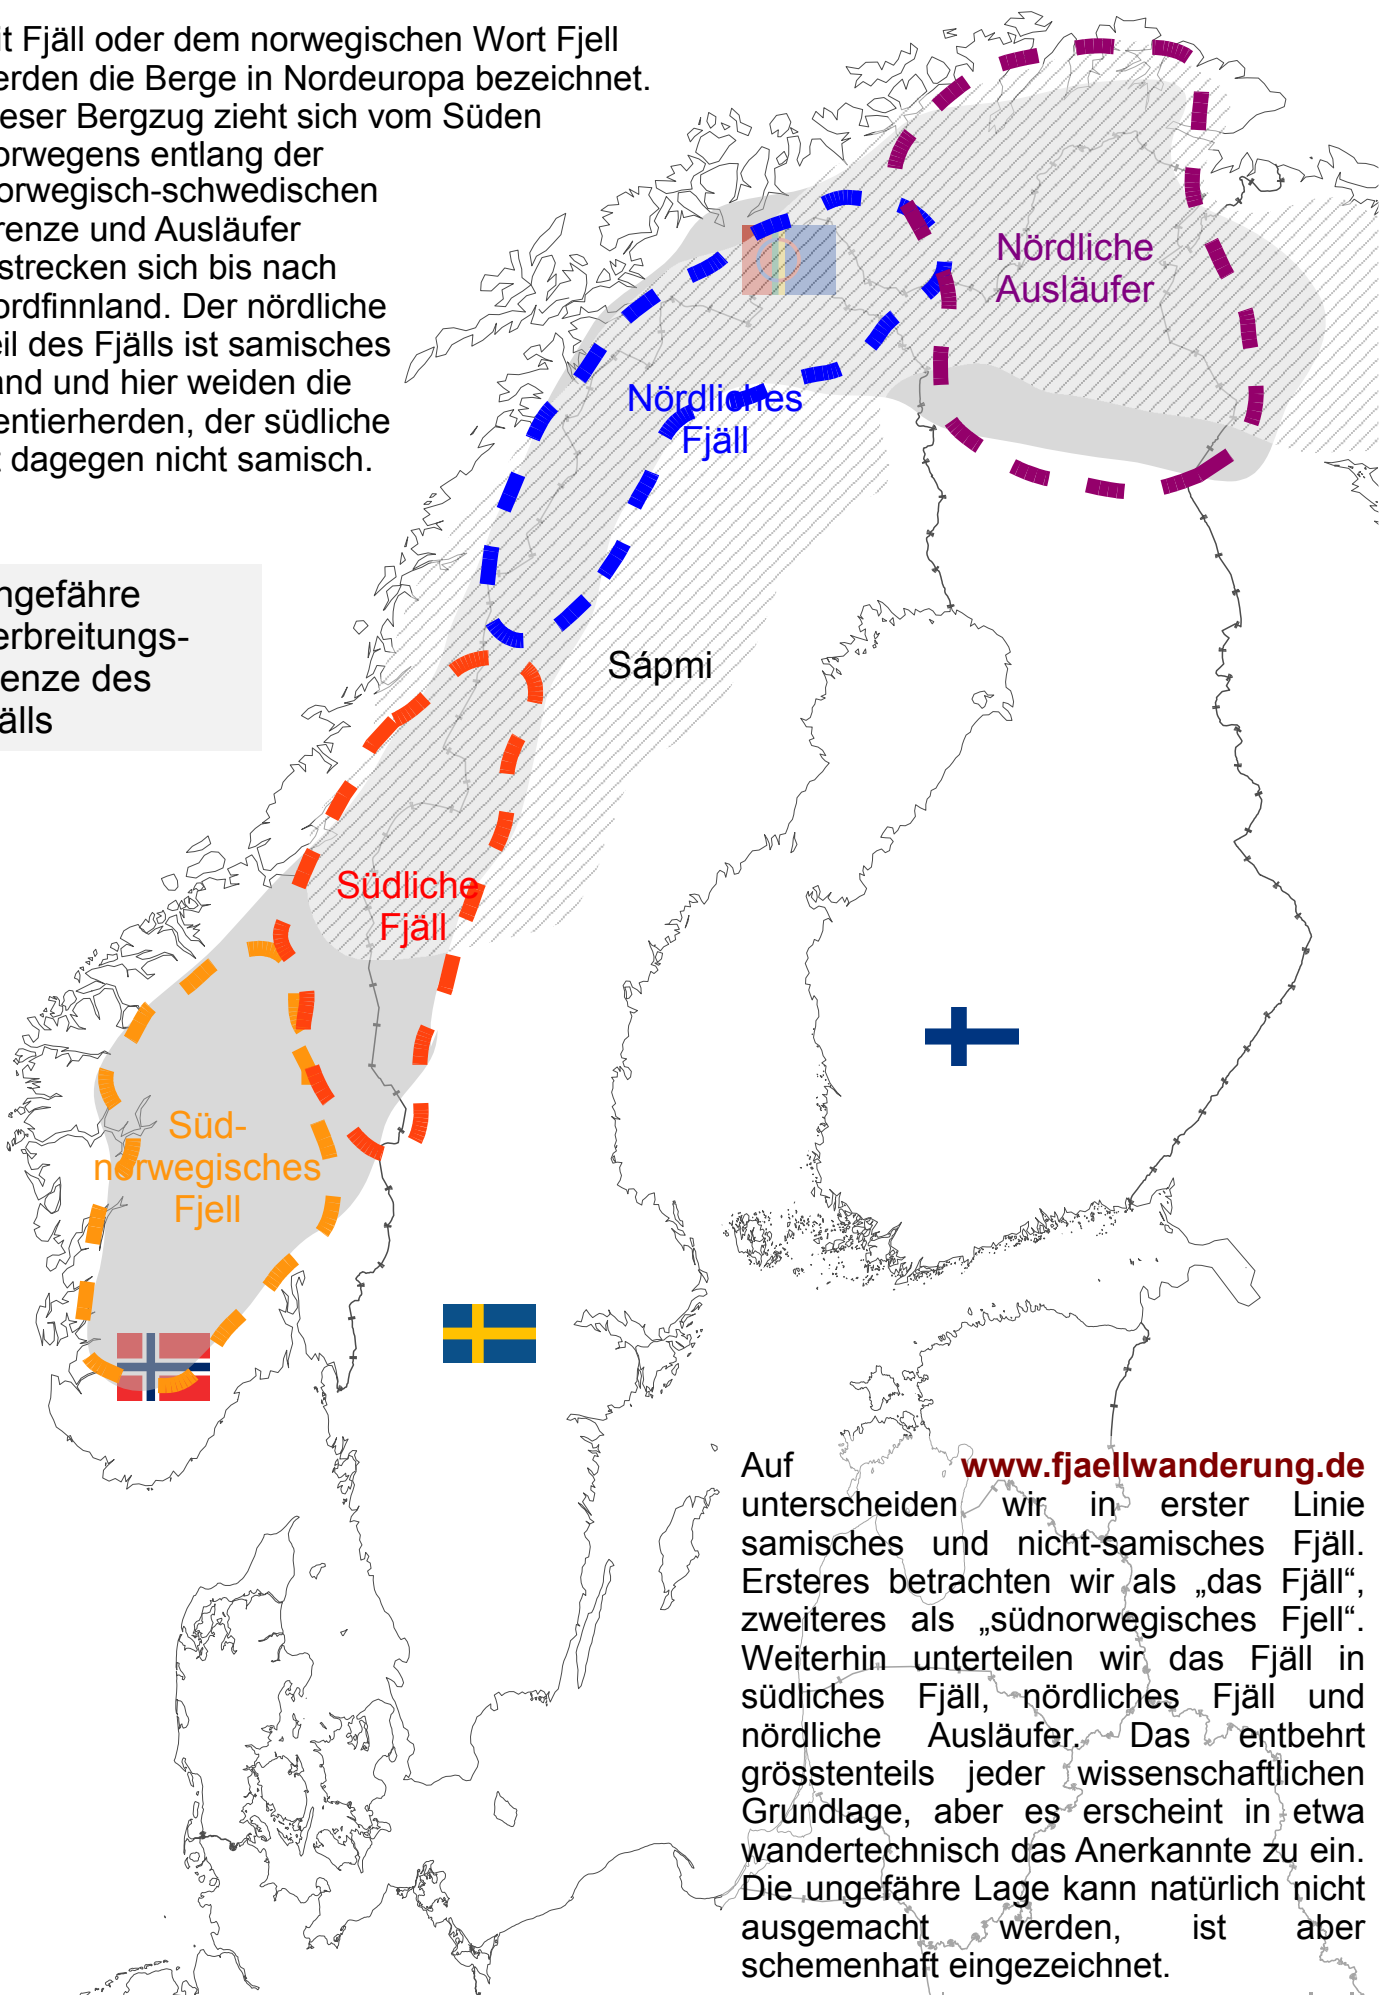 it Fjäll oder dem norwegischen Wort Fjell
erden die Berge in Nordeuropa bezeichnet.
ieser Bergzug zieht sich vom Süden
orwegens entlang der
orwegisch-schwedischen
renze und Ausläufer
strecken sich bis nach
ordfinnland. Der nördliche
eil des Fjälls ist samisches
and und hier weiden die
entierherden, der südliche
t dagegen nicht samisch.
ngefähre
erbreitungs-
enze des
älls
Nördliche
Ausläufer
Nördliches
Fjäll
Sápmi
Südliche
Fjäll
Süd-
norwegisches
Fjell
Auf www.fjaellwanderung.de
unterscheiden wir in erster Linie
samisches und nicht-samisches Fjäll.
Ersteres betrachten wir als „das Fjäll“,
zweiteres als „südnorwegisches Fjell“.
Weiterhin unterteilen wir das Fjäll in
südliches Fjäll, nördliches Fjäll und
nördliche Ausläufer. Das entbehrt
grösstenteils jeder wissenschaftlichen
Grundlage, aber es erscheint in etwa
wandertechnisch das Anerkannte zu ein.
Die ungefähre Lage kann natürlich nicht
ausgemacht werden, ist aber
schemenhaft eingezeichnet.